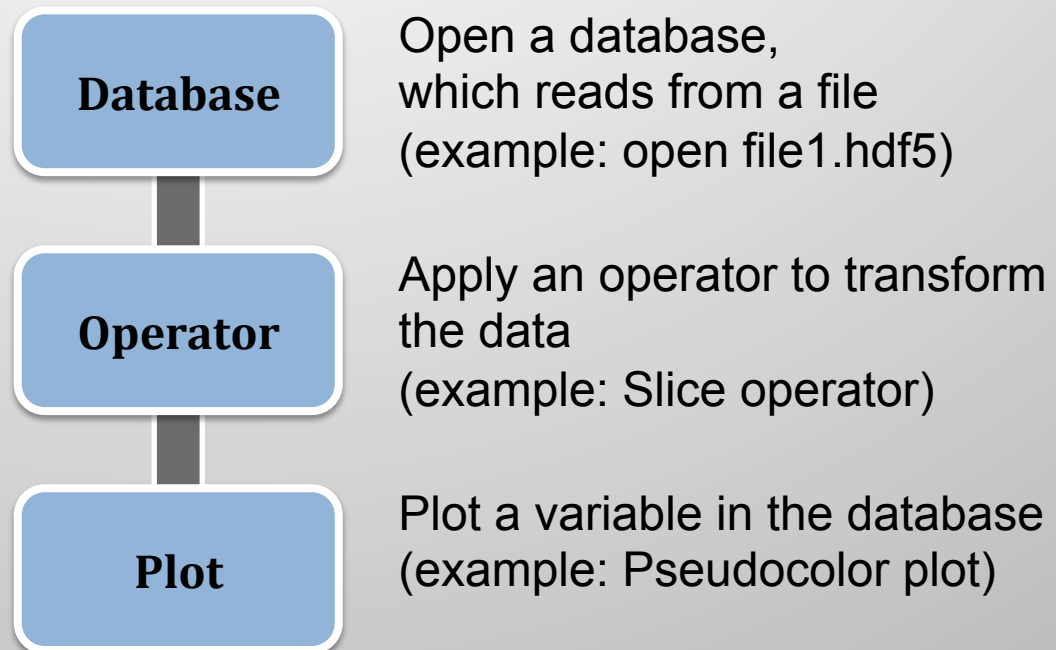 Database
Open a database,
which reads from a file
(example: open file1.hdf5)
Operator
Apply an operator to transform
the data
(example: Slice operator)
Plot
Plot a variable in the database
(example: Pseudocolor plot)